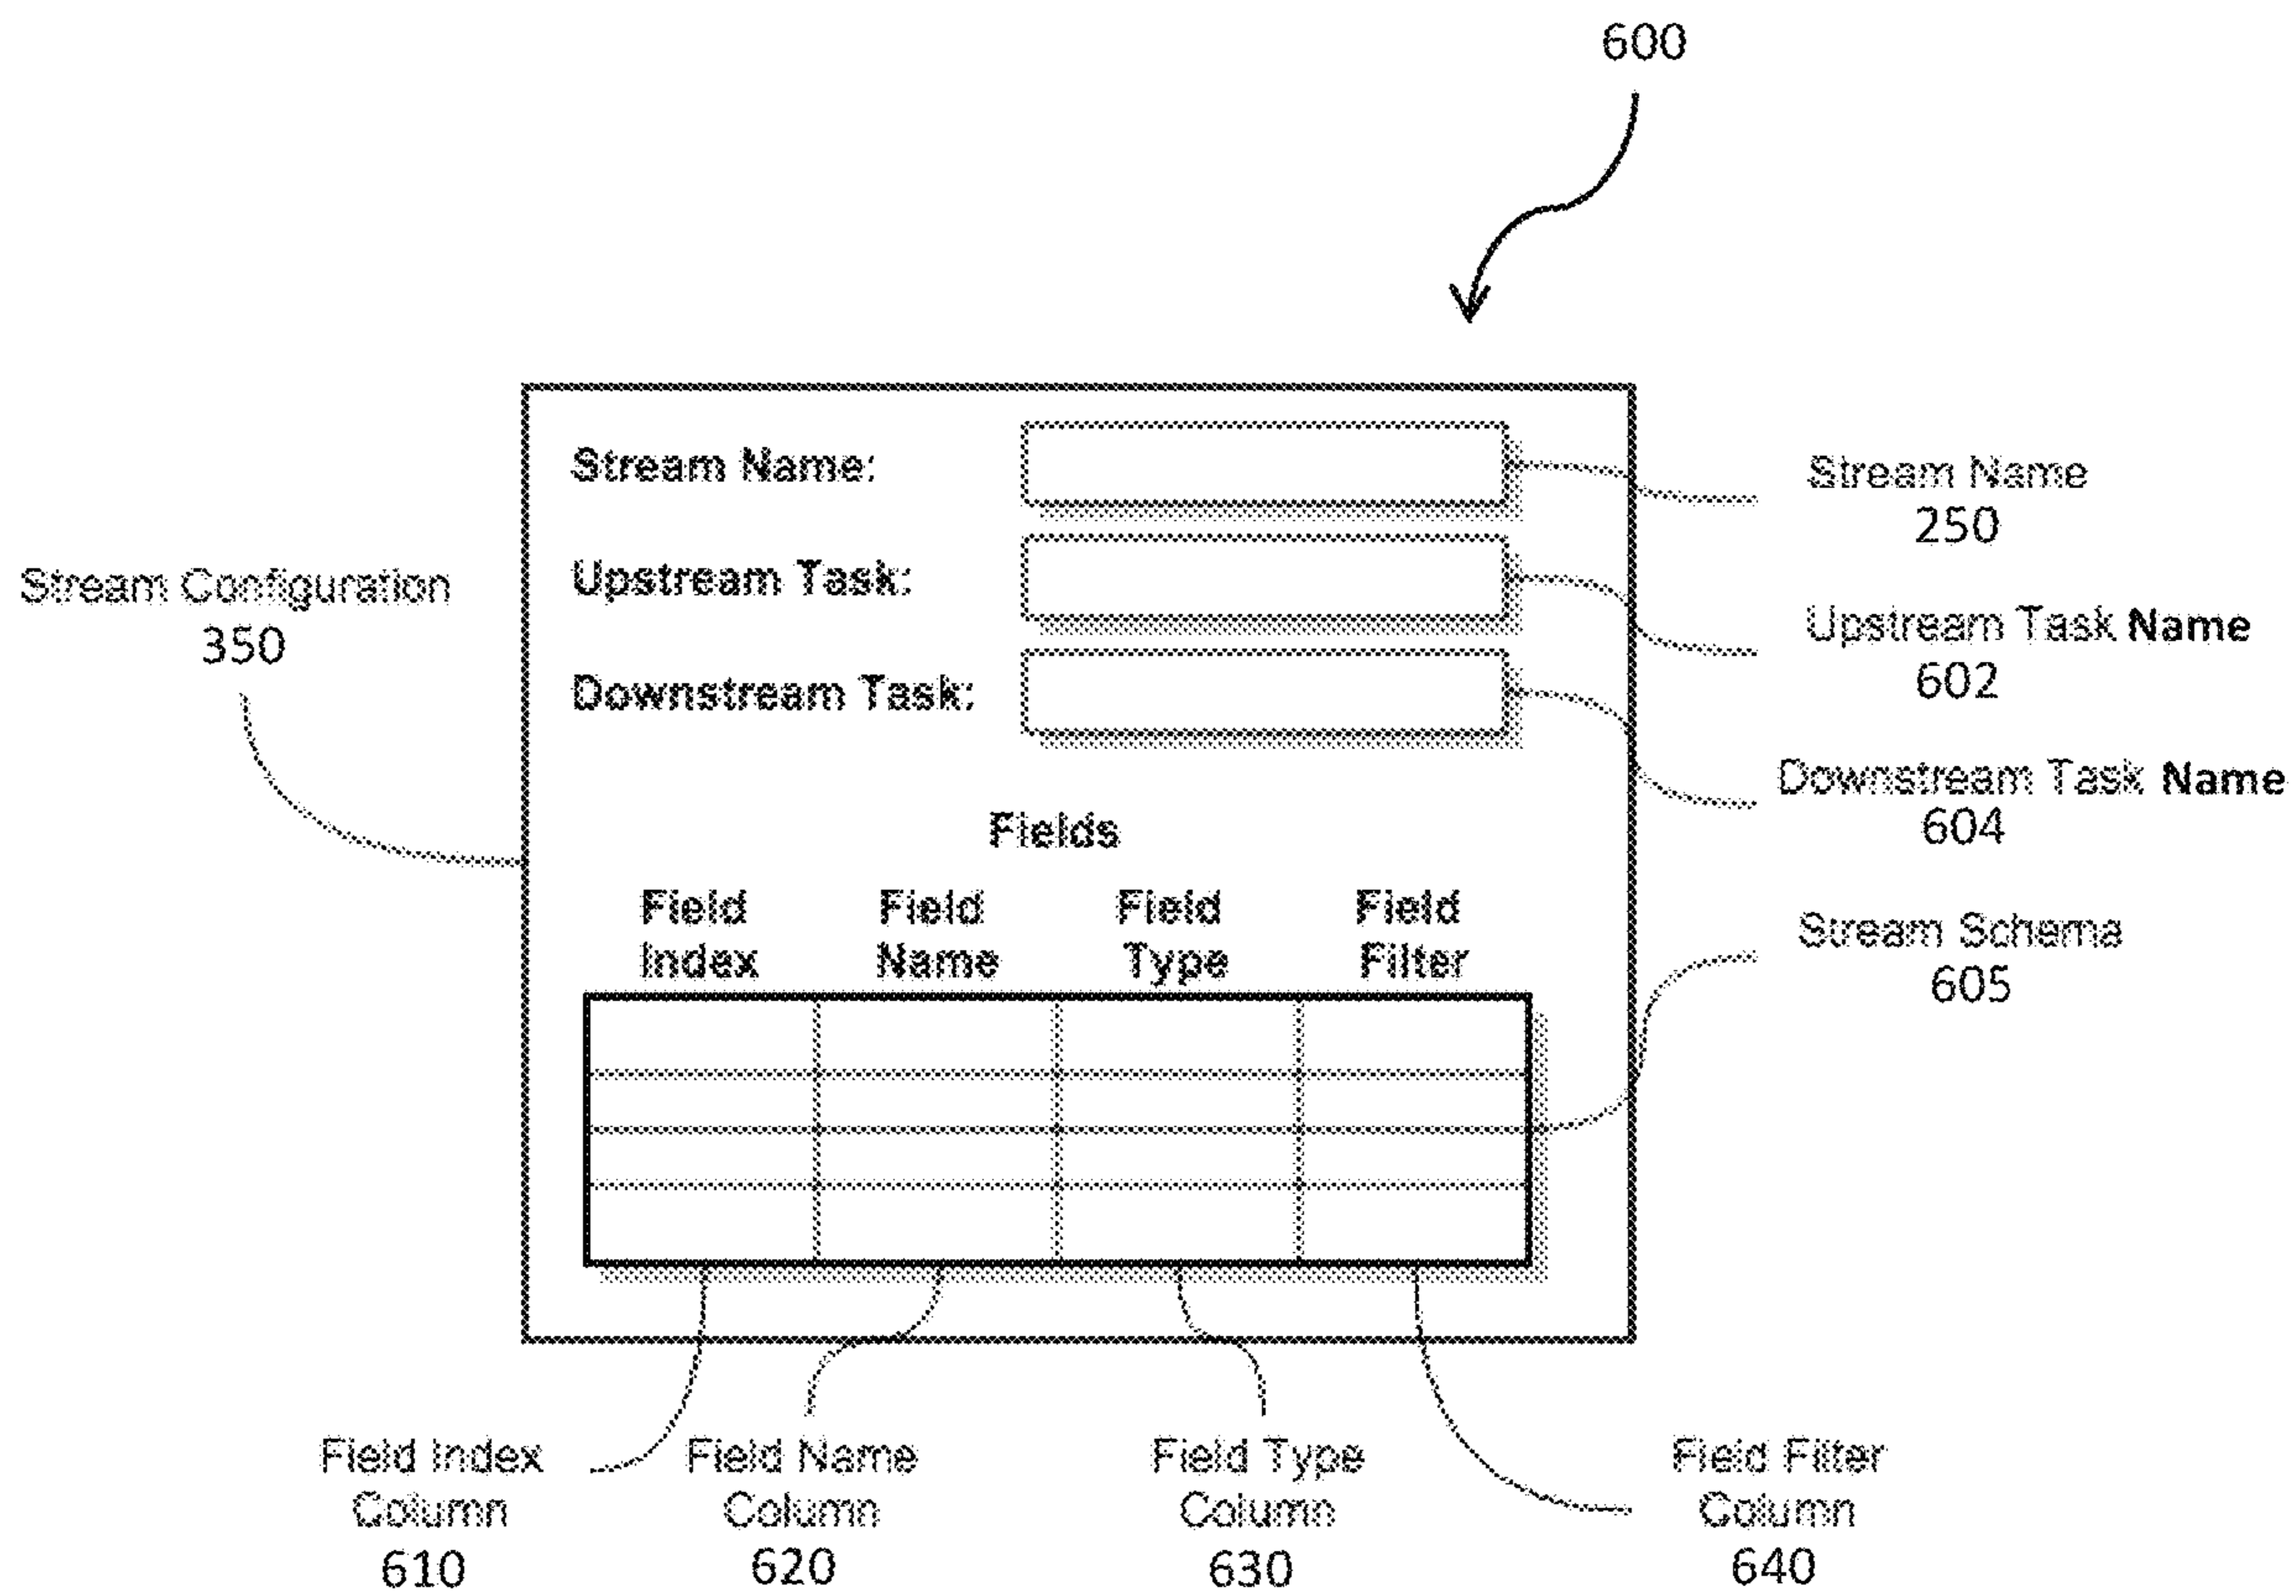 600
Stream Name:
Stream Name
250
Upstream Task:
Upstream Task Name
602
Stream Configuration
350
Downstream Task:
Downstream Task Name
604
Fields
Field Index
Field Name
Field Type
Field Filter
Stream Schema
605
Field Index
Column
610
Field Name
Column
620
Field Type
Column
630
Field Filter
Column
640